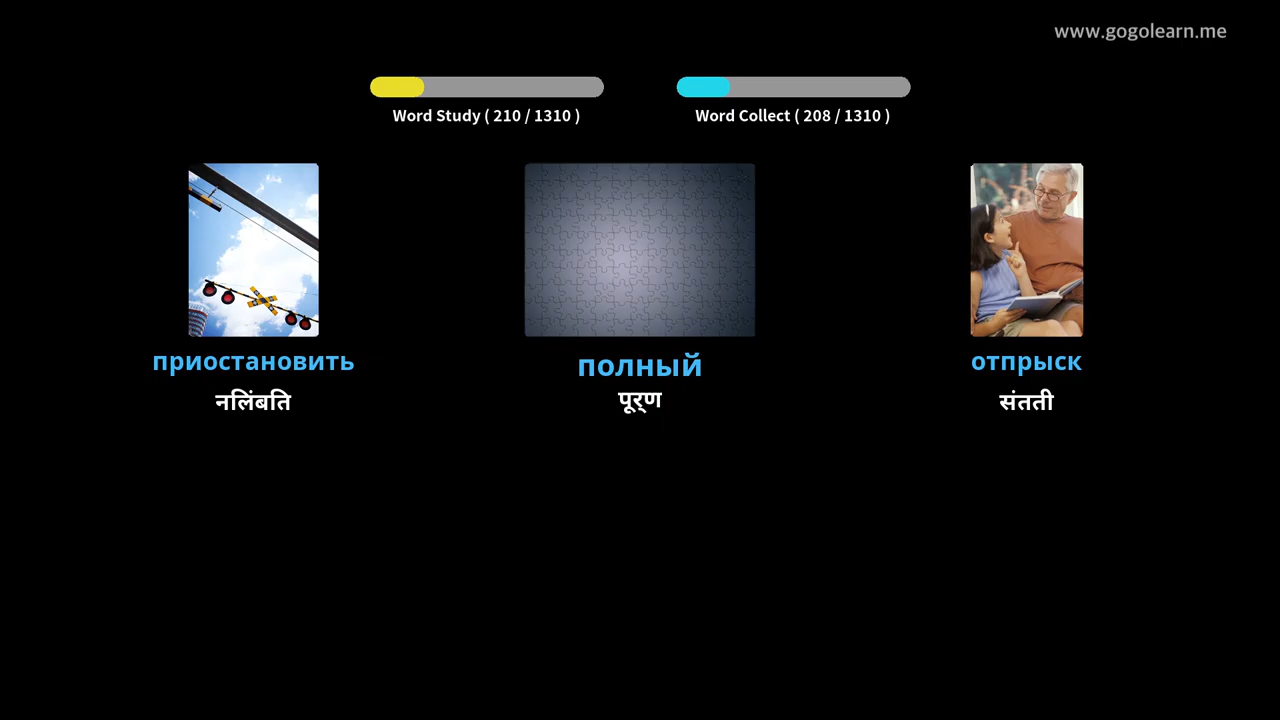 www.gogolearn.me
Word Study ( 210 / 1310 )
Word Collect ( 208 / 1310 )
приостановить
полный
отпрыск
नलिंबति
पूर्ण
संतती